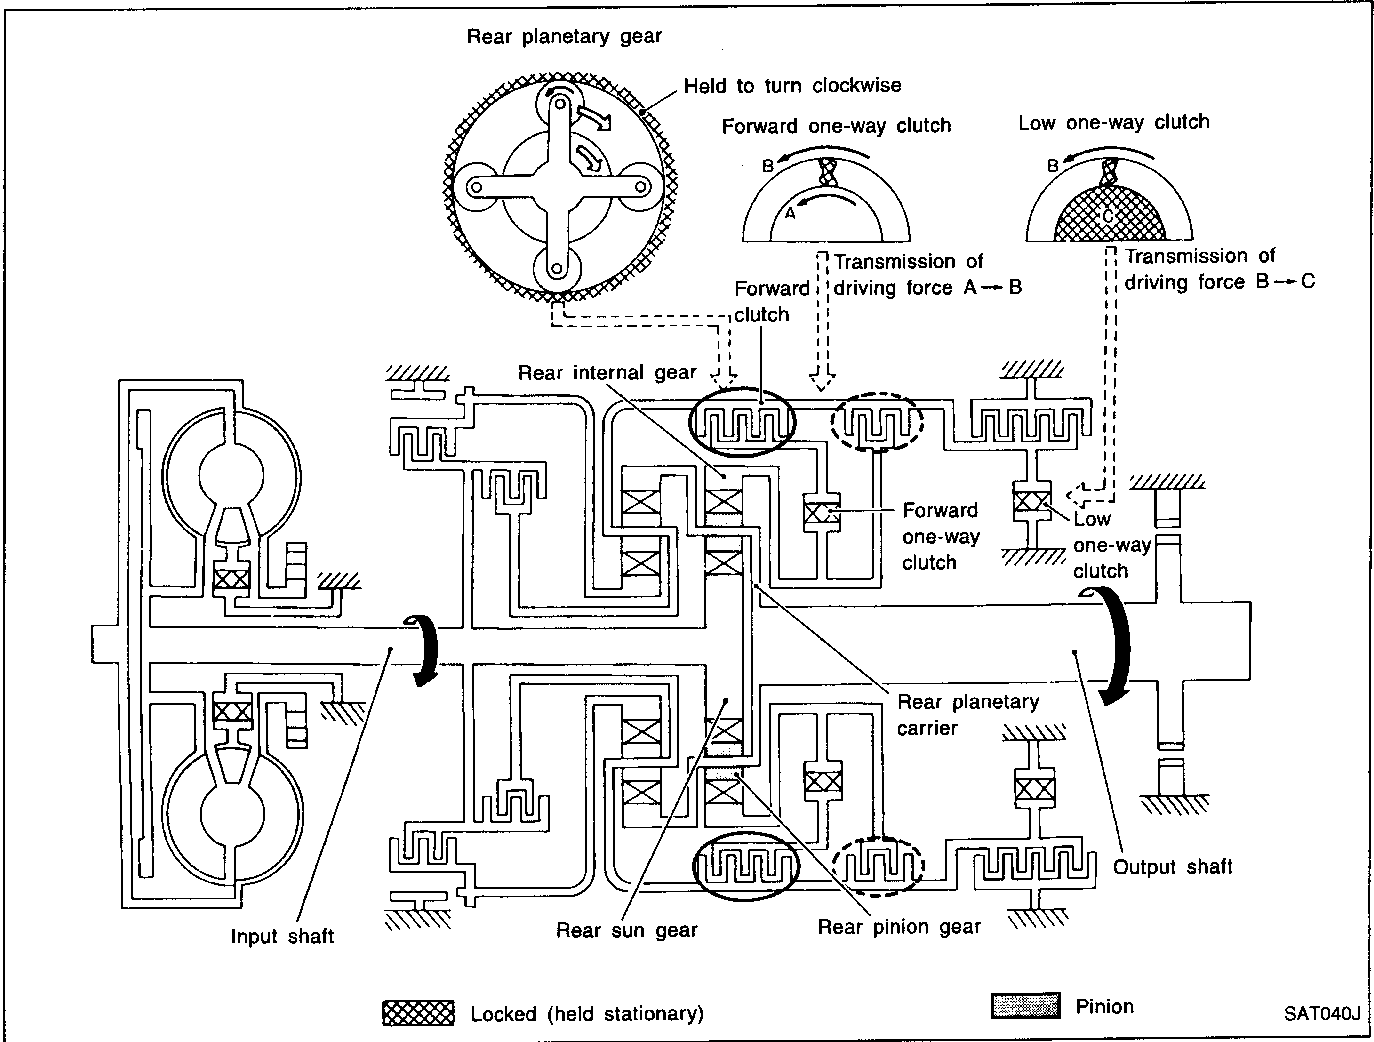 Rear planetary gear
Held to turn clockwise
Forward one-way clutch
Low one-way clutch
B
A
B
C
Transmission of
driving force A→B
Transmission of
driving force B→C
Forward
clutch
Rear internal gear
Forward
one-way
clutch
Low
one-way
clutch
Rear planetary
carrier
Output shaft
Input shaft
Rear sun gear
Rear pinion gear
Locked (held stationary)
Pinion
SAT040J